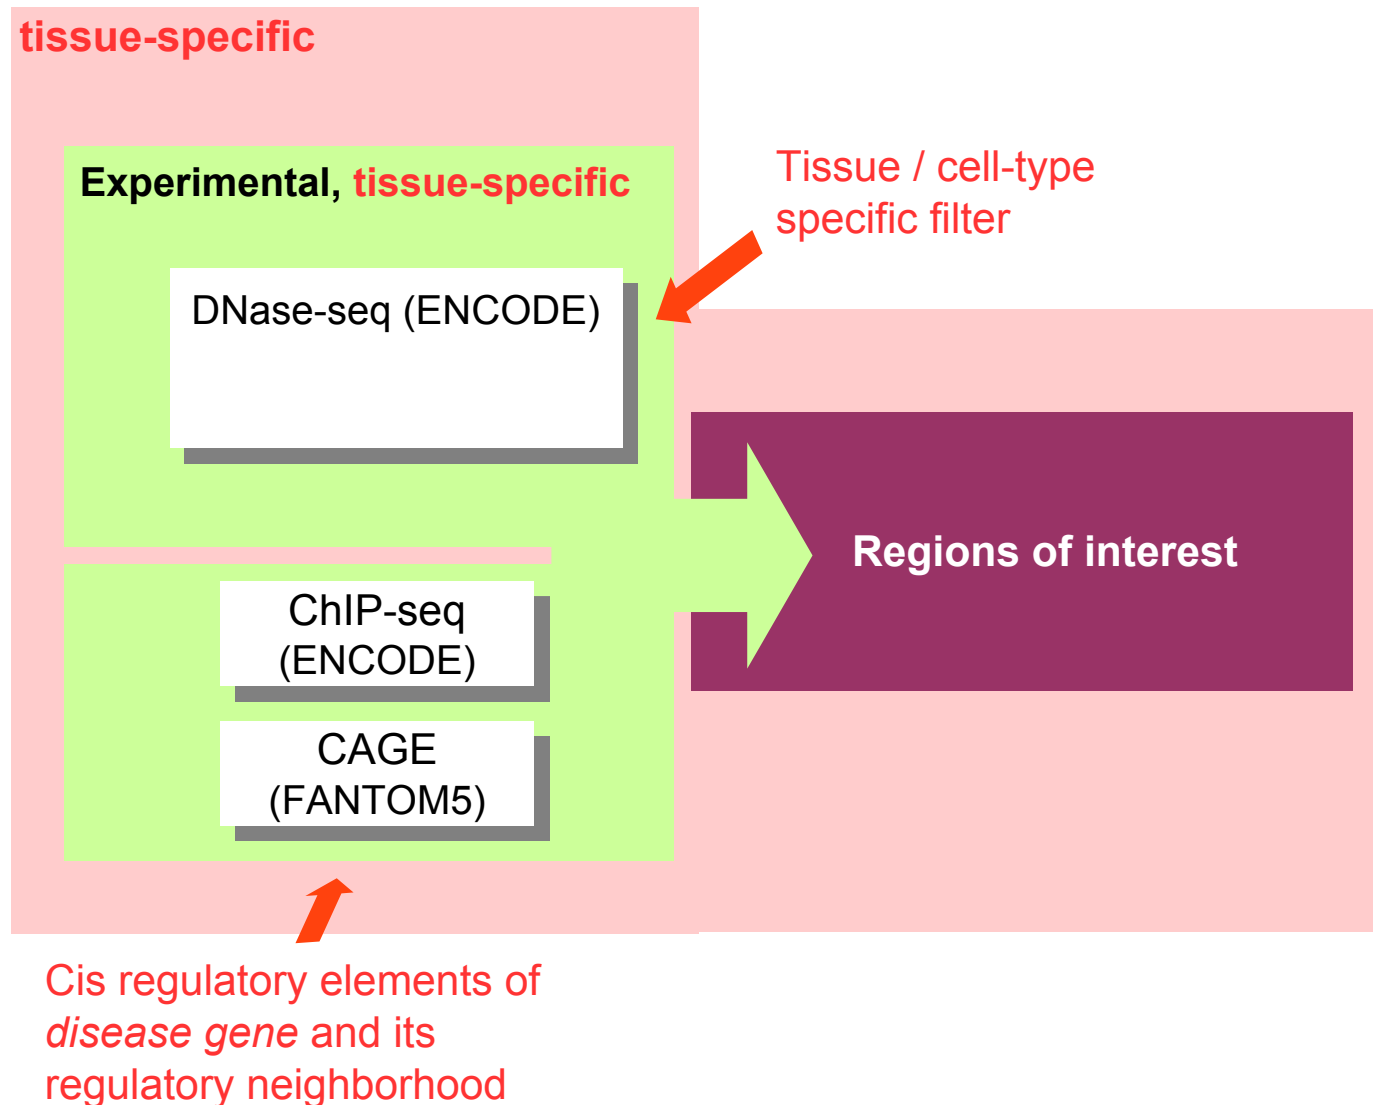 tissue-specific
Experimental, tissue-specific
Tissue / cell-type
specific filter
DNase-seq (ENCODE)
Regions of interest
ChIP-seq
(ENCODE)
CAGE
(FANTOM5)
Cis regulatory elements of
disease gene and its
regulatory neighborhood